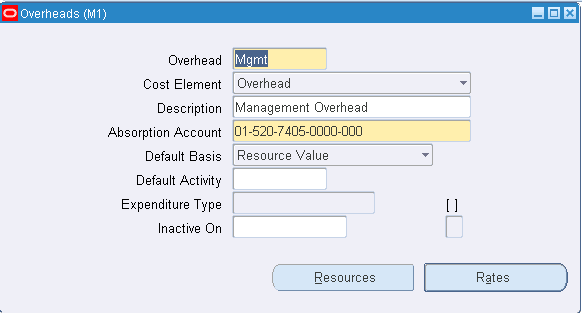 Overheads (M1)
Overhead Mgmt
Cost Element Overhead
Description Management Overhead
Absorption Account 01-520-7405-0000-000
Default Basis Resource Value
Default Activity
Expenditure Type [ ]
Inactive On
Resources Rates